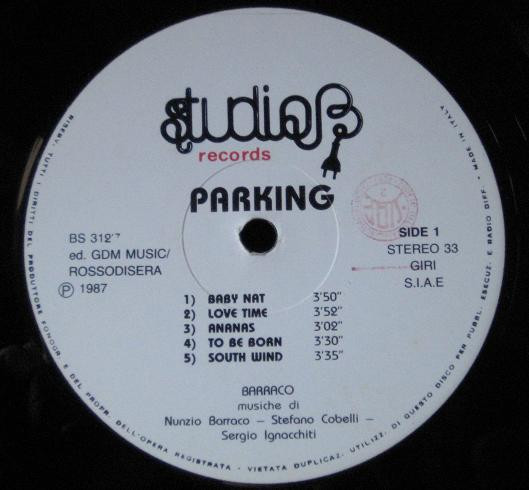 Studio B
records
PARKING
BS 312
ed. GDM MUSIC/
ROSSODISERA
Ⓟ 1987
SIDE 1
STEREO 33
GIRI
S.I.A.E
1) BABY NAT 3'50"
2) LOVE TIME 3'52"
3) ANANAS 3'02"
4) TO BE BORN 3'30"
5) SOUTH WIND 3'35"
BARRACO
musiche di
Nunzio Barraco — Stefano Cobelli —
Sergio Ignacchiti
RISERV. TUTTI I DIRITTI DEL PRODUTTORE FONOGR. E DEL PROPR. DELL'OPERA REGISTRATA - VIETATA DUPLICAZ. UTILIZZ. DI QUESTO DISCO PER PUBBL. ESECUZ. E RADIO DIFF. - MADE IN ITALY